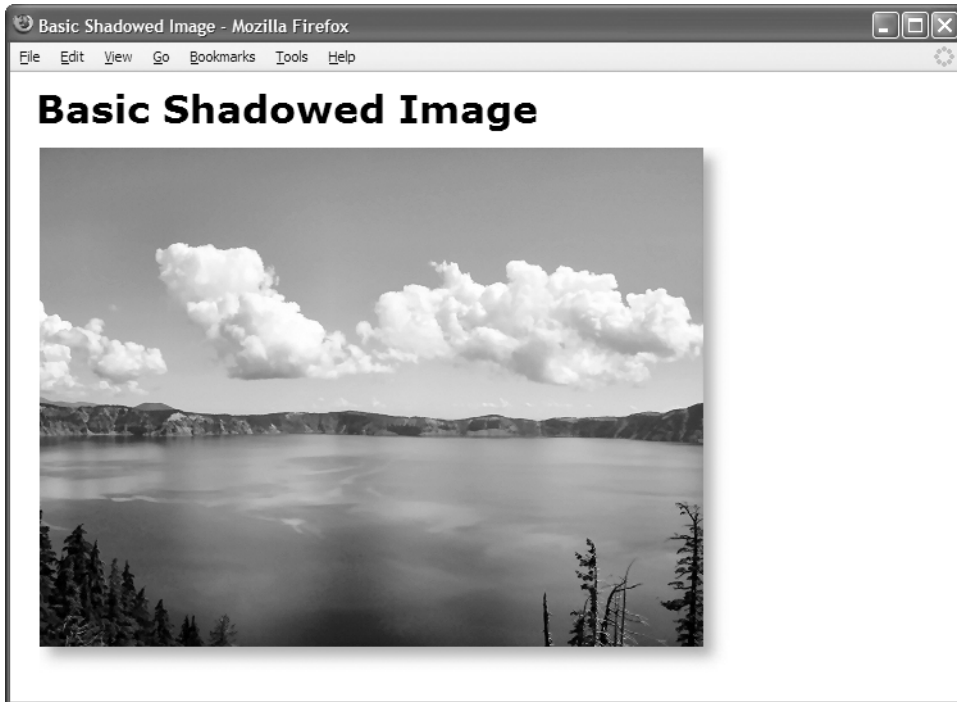 Basic Shadowed Image - Mozilla Firefox
File Edit View Go Bookmarks Tools Help
Basic Shadowed Image